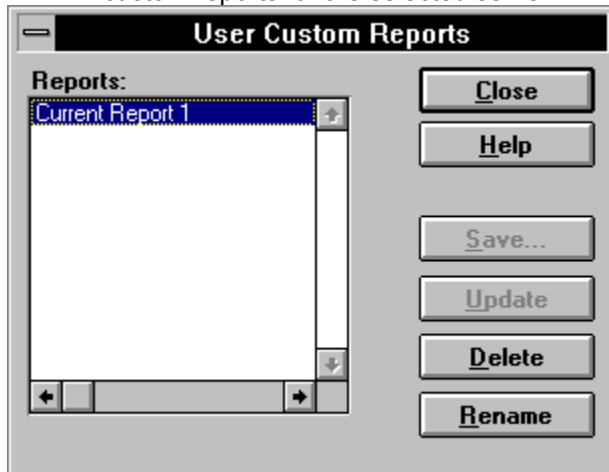 User Custom Reports
Reports:
Current Report 1
Close
Help
Save...
Update
Delete
Rename